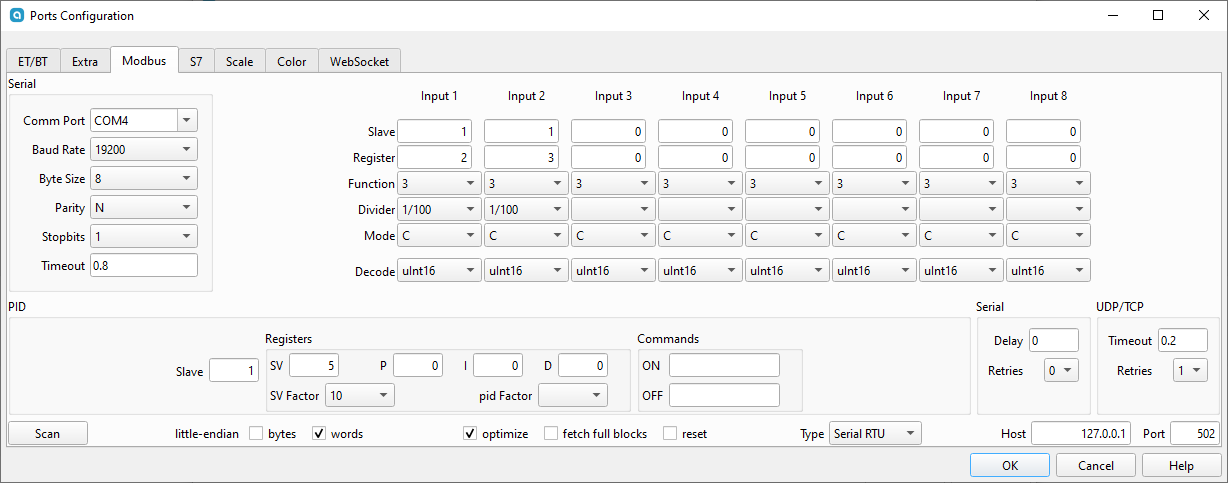 Ports Configuration
ET/BT Extra Modbus S7 Scale Color WebSocket
Serial
Input 1 Input 2 Input 3 Input 4 Input 5 Input 6 Input 7 Input 8
Comm Port COM4
Slave 1 1 0 0 0 0 0 0
Baud Rate 19200
Register 2 3 0 0 0 0 0 0
Byte Size 8
Function 3 3 3 3 3 3 3 3
Parity N
Divider 1/100 1/100
Stopbits 1
Mode C C C C C C C C
Timeout 0.8
Decode uInt16 uInt16 uInt16 uInt16 uInt16 uInt16 uInt16 uInt16
PID Serial UDP/TCP
Registers Commands
Delay 0 Timeout 0.2
SV 5 P 0 I 0 D 0 ON
Slave 1 Retries 0 Retries 1
SV Factor 10 pid Factor OFF
Scan little-endian bytes words optimize fetch full blocks reset Type Serial RTU Host 127.0.0.1 Port 502
OK Cancel Help